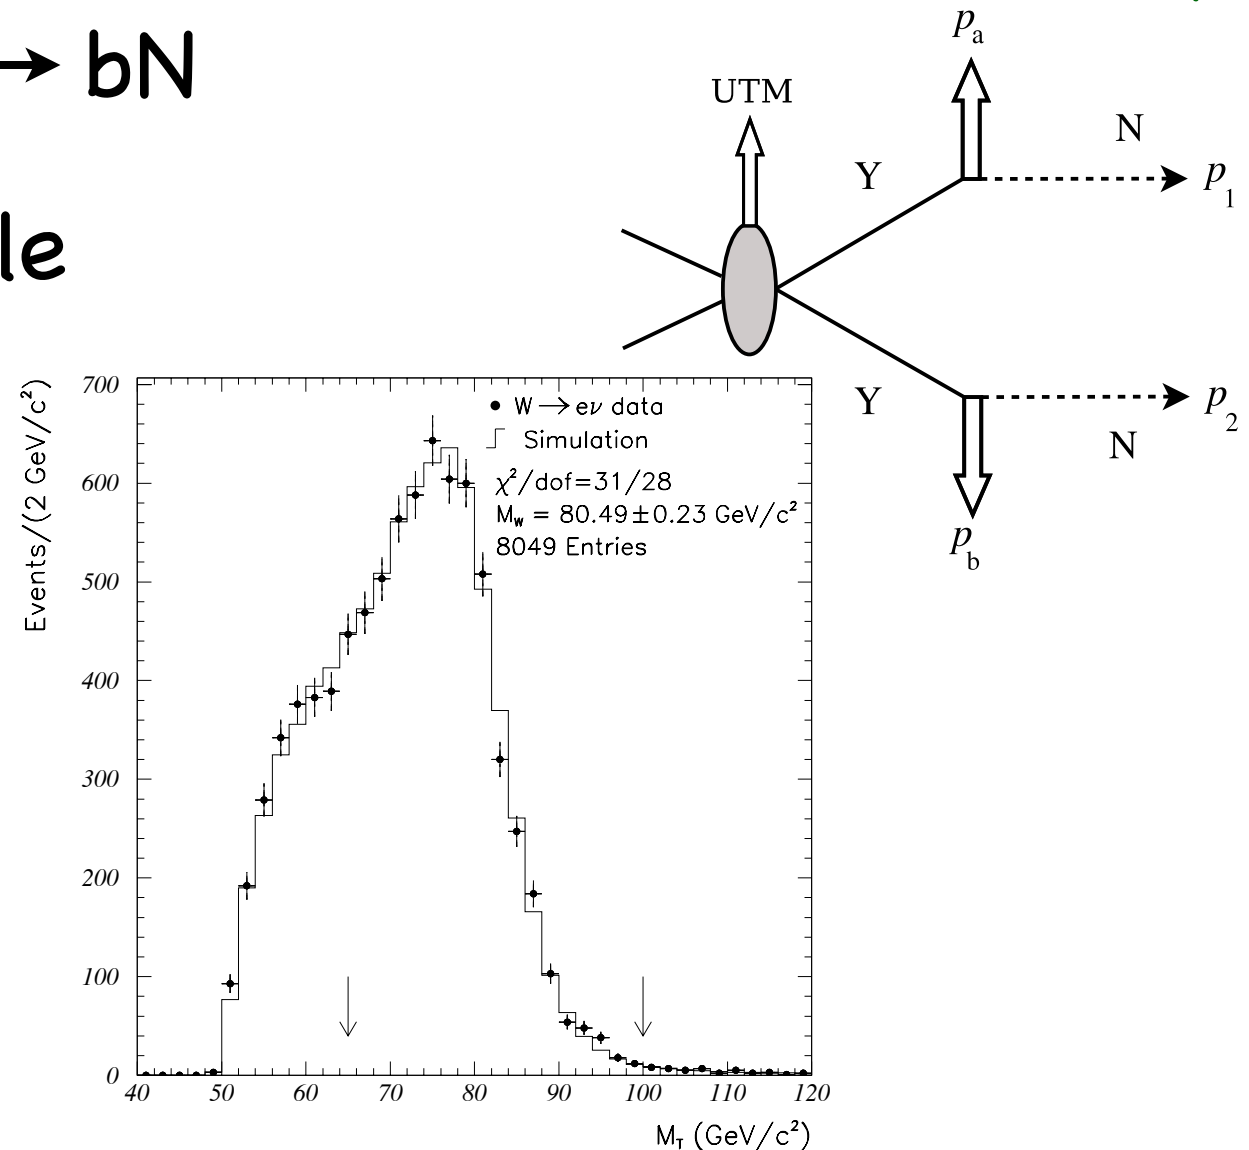 → bN
le
UTM
p_a
Y
N
p_1
Y
N
p_2
p_b
Events/(2 GeV/c²)
700
600
500
400
300
200
100
0
• W→eν data
Simulation
χ²/dof=31/28
M_W = 80.49±0.23 GeV/c²
8049 Entries
40 50 60 70 80 90 100 110 120
M_T (GeV/c²)